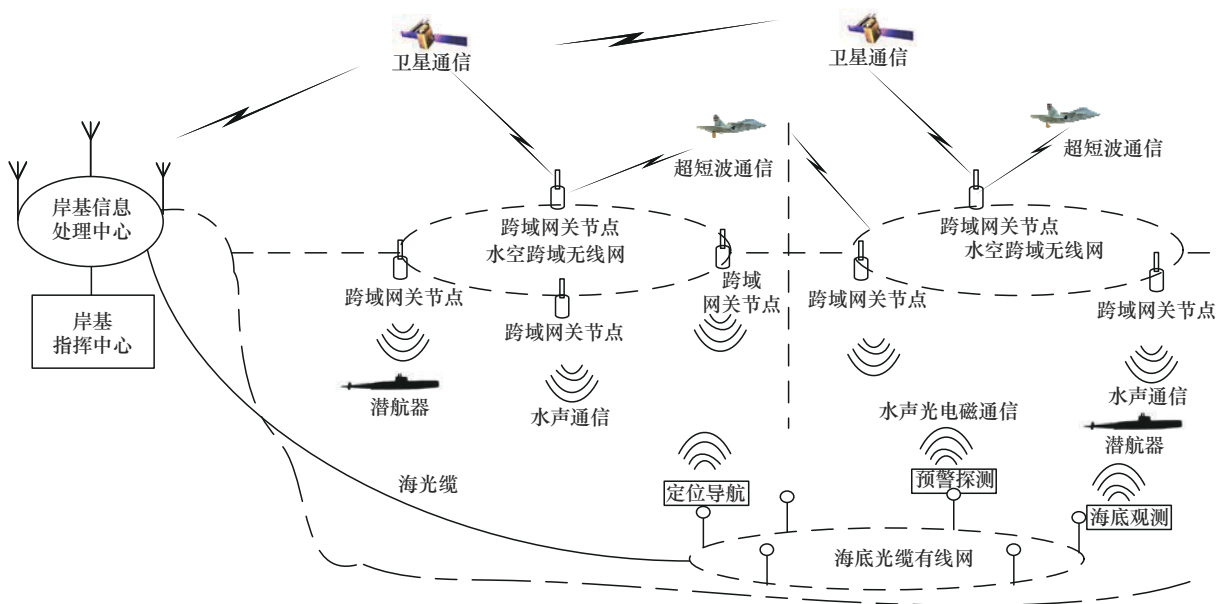 卫星通信
卫星通信
超短波通信
超短波通信
岸基信息
处理中心
跨域网关节点
水空跨域无线网
跨域网关节点
水空跨域无线网
跨域网关节点
跨域
网关节点
跨域网关节点
跨域网关节点
跨域网关节点
岸基
指挥中心
潜航器
水声通信
水声通信
水声光电磁通信
潜航器
海光缆
定位导航
预警探测
海底观测
海底光缆有线网